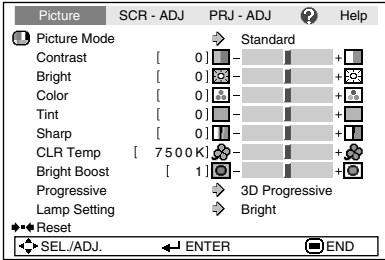 Picture SCR - ADJ PRJ - ADJ ? Help
Picture Mode Standard
Contrast [ 0] - +
Bright [ 0] - +
Color [ 0] - +
Tint [ 0] - +
Sharp [ 0] - +
CLR Temp [ 7500K] - +
Bright Boost [ 1] - +
Progressive 3D Progressive
Lamp Setting Bright
Reset
SEL./ADJ. ENTER END